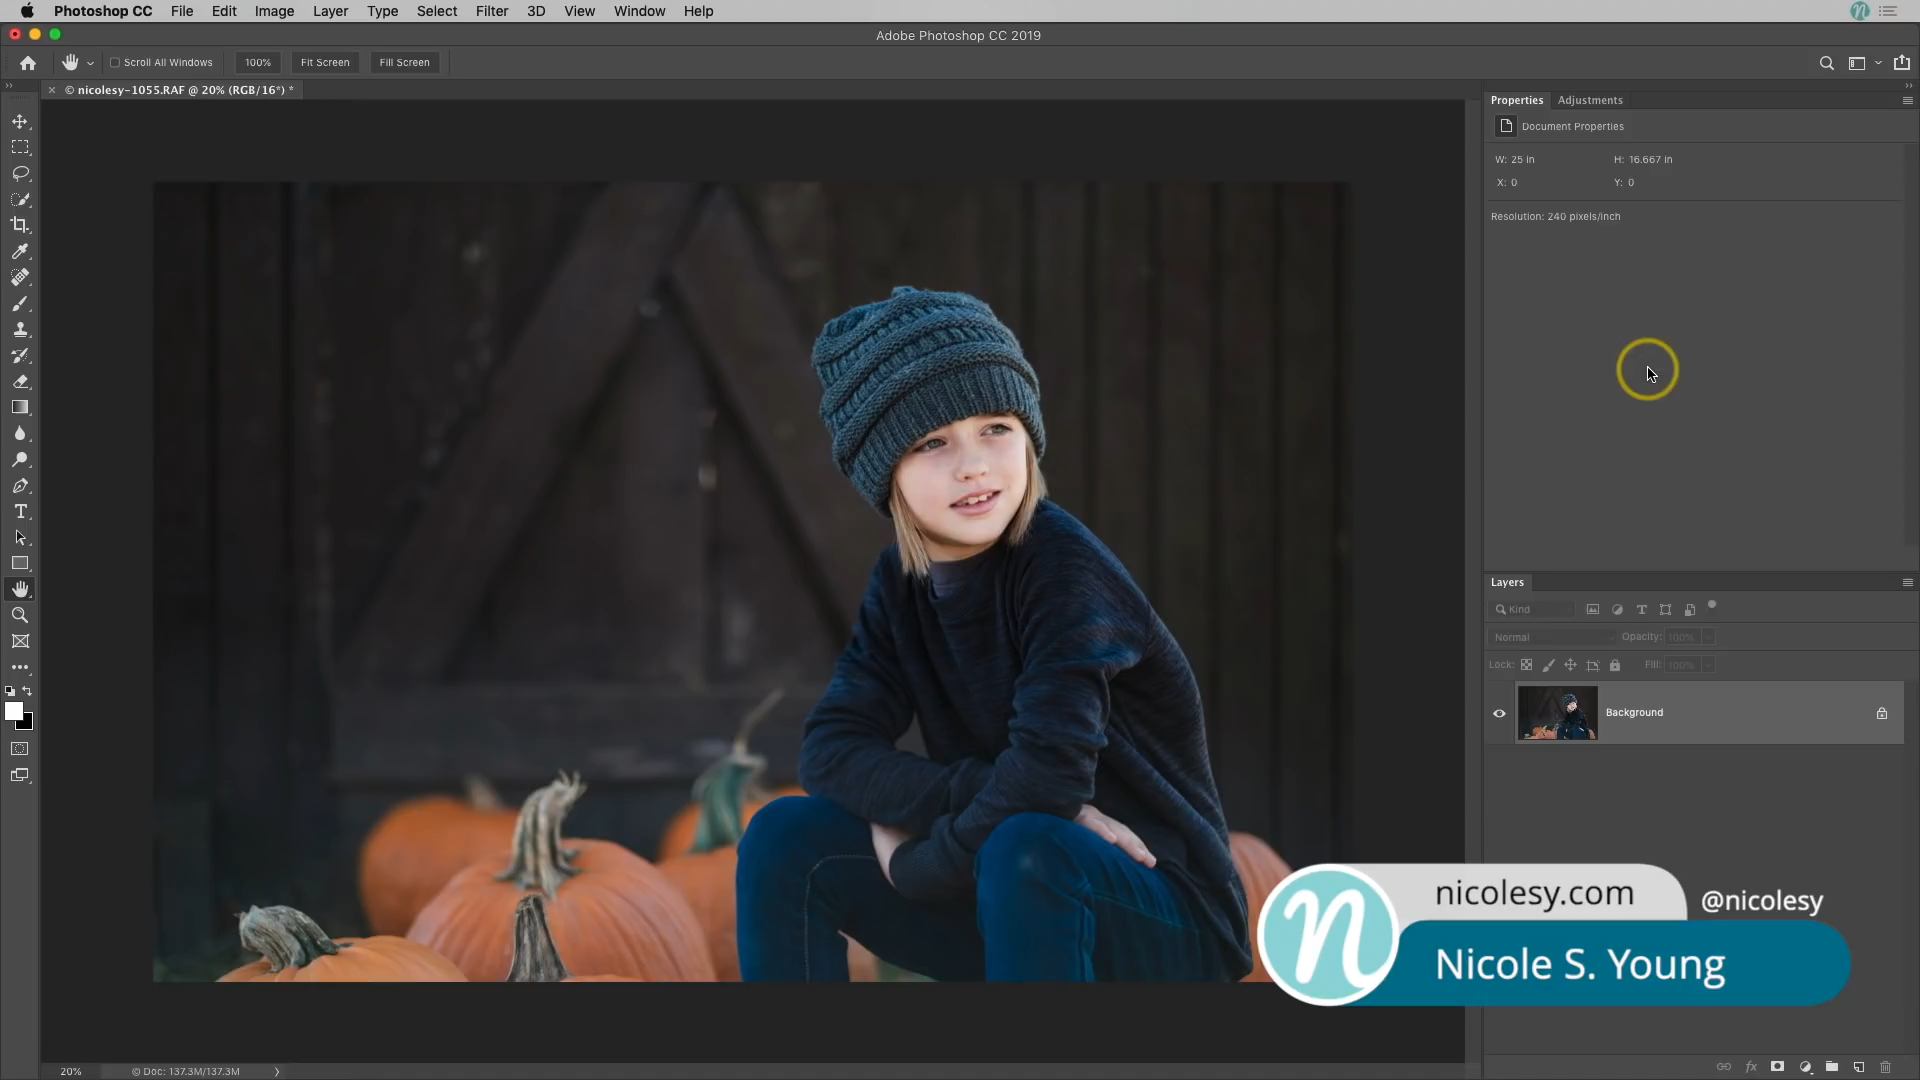 Photoshop CC File Edit Image Layer Type Select Filter 3D View Window Help
Adobe Photoshop CC 2019
Scroll All Windows 100% Fit Screen Fill Screen
© nicolesy-1055.RAF @ 20% (RGB/16*) *
Properties Adjustments
Document Properties
W: 25 in H: 16.667 in
X: 0 Y: 0
Resolution: 240 pixels/inch
Layers
Kind
Normal Opacity: 100%
Lock: Fill: 100%
Background
n
nicolesy.com
@nicolesy
Nicole S. Young
20% © Doc: 137.3M/137.3M
fx